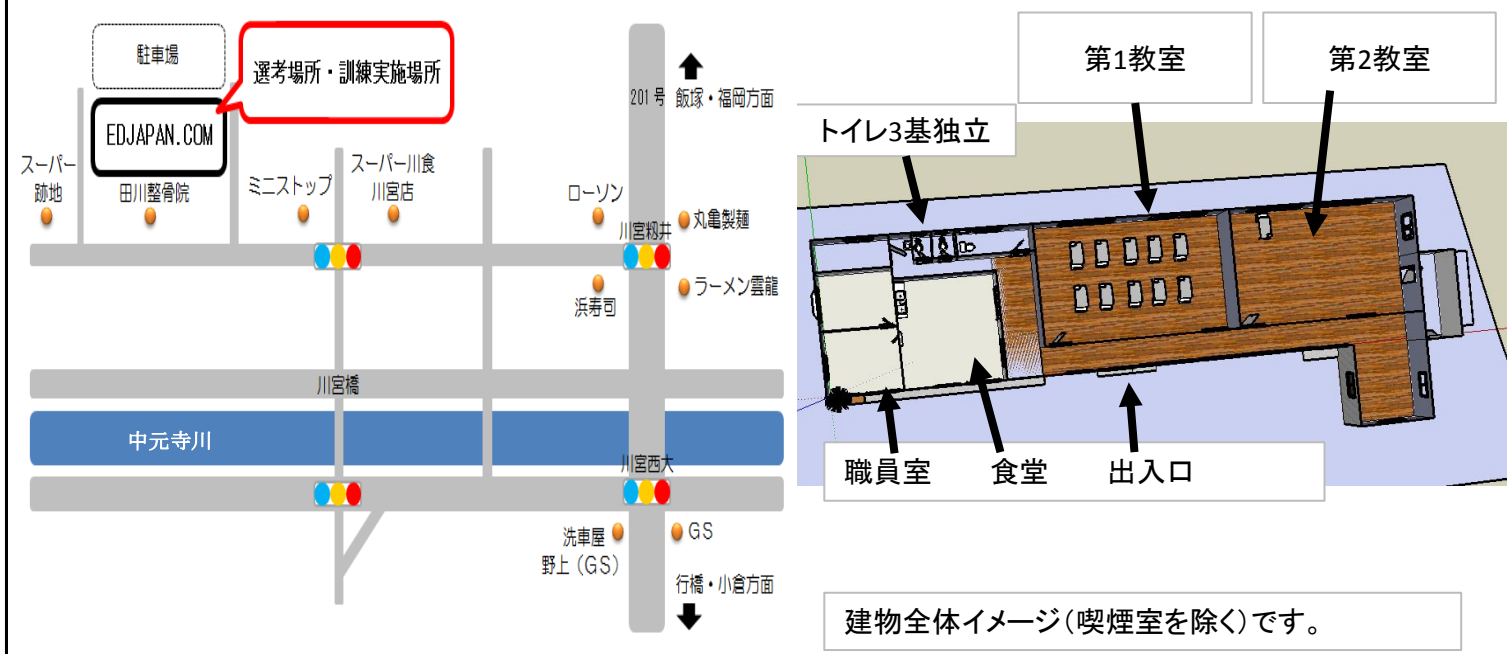 駐車場
選考場所・訓練実施場所
EDJAPAN.COM
201 号
飯塚・福岡方面
スーパー
跡地
田川整骨院
ミニストップ
スーパー川食
川宮店
ローソン
川宮籾井
丸亀製麺
浜寿司
ラーメン雲龍
川宮橋
中元寺川
川宮西大
洗車屋
野上（GS）
GS
行橋・小倉方面
第1教室
第2教室
トイレ3基独立
職員室
食堂
出入口
建物全体イメージ（喫煙室を除く）です。